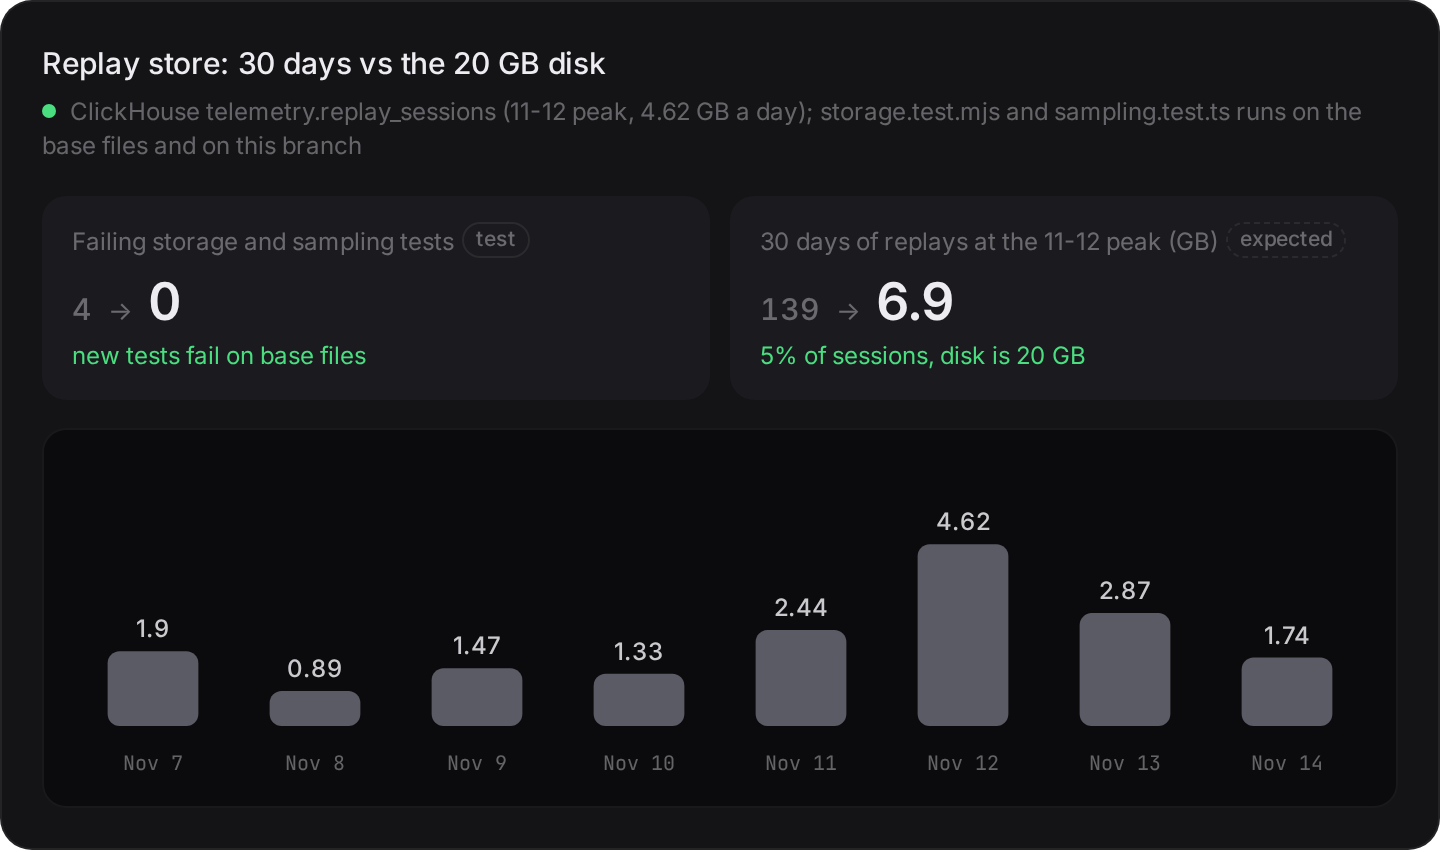 Replay store: 30 days vs the 20 GB disk
ClickHouse telemetry.replay_sessions (11-12 peak, 4.62 GB a day); storage.test.mjs and sampling.test.ts runs on the
base files and on this branch
Failing storage and sampling tests test
4 → 0
new tests fail on base files
30 days of replays at the 11-12 peak (GB) expected
139 → 6.9
5% of sessions, disk is 20 GB
1.9 0.89 1.47 1.33 2.44 4.62 2.87 1.74
Nov 7 Nov 8 Nov 9 Nov 10 Nov 11 Nov 12 Nov 13 Nov 14